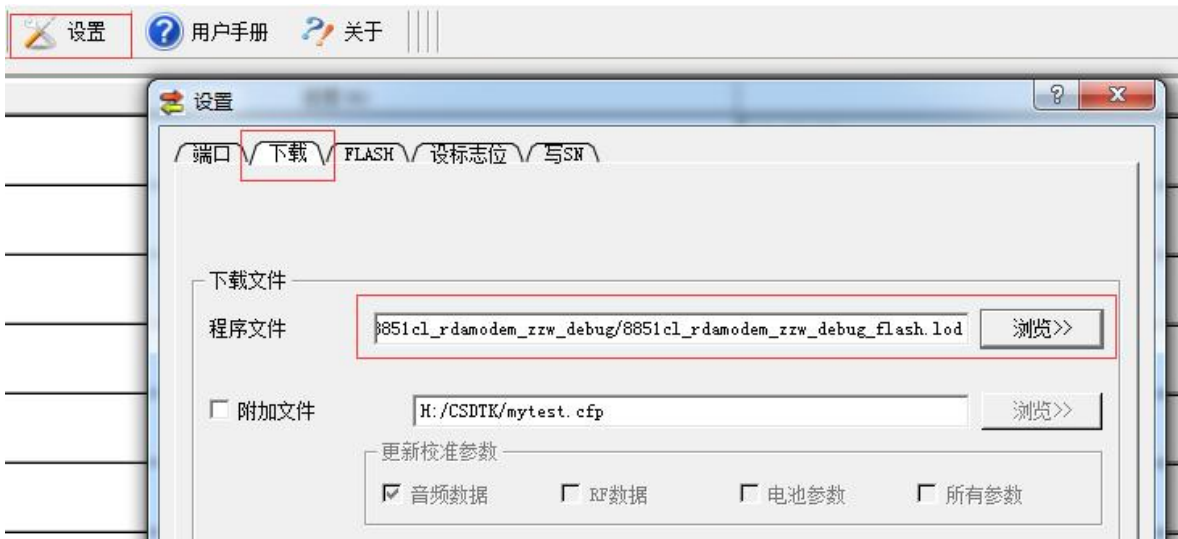 设置 用户手册 关于
设置
端口 下载 FLASH 设标志位 写SN
下载文件
程序文件 8851cl_rdamodem_zzw_debug/8851cl_rdamodem_zzw_debug_flash.lod 浏览>>
附加文件 H:/CSDTK/mytest.cfp 浏览>>
更新校准参数
音频数据 RF数据 电池参数 所有参数